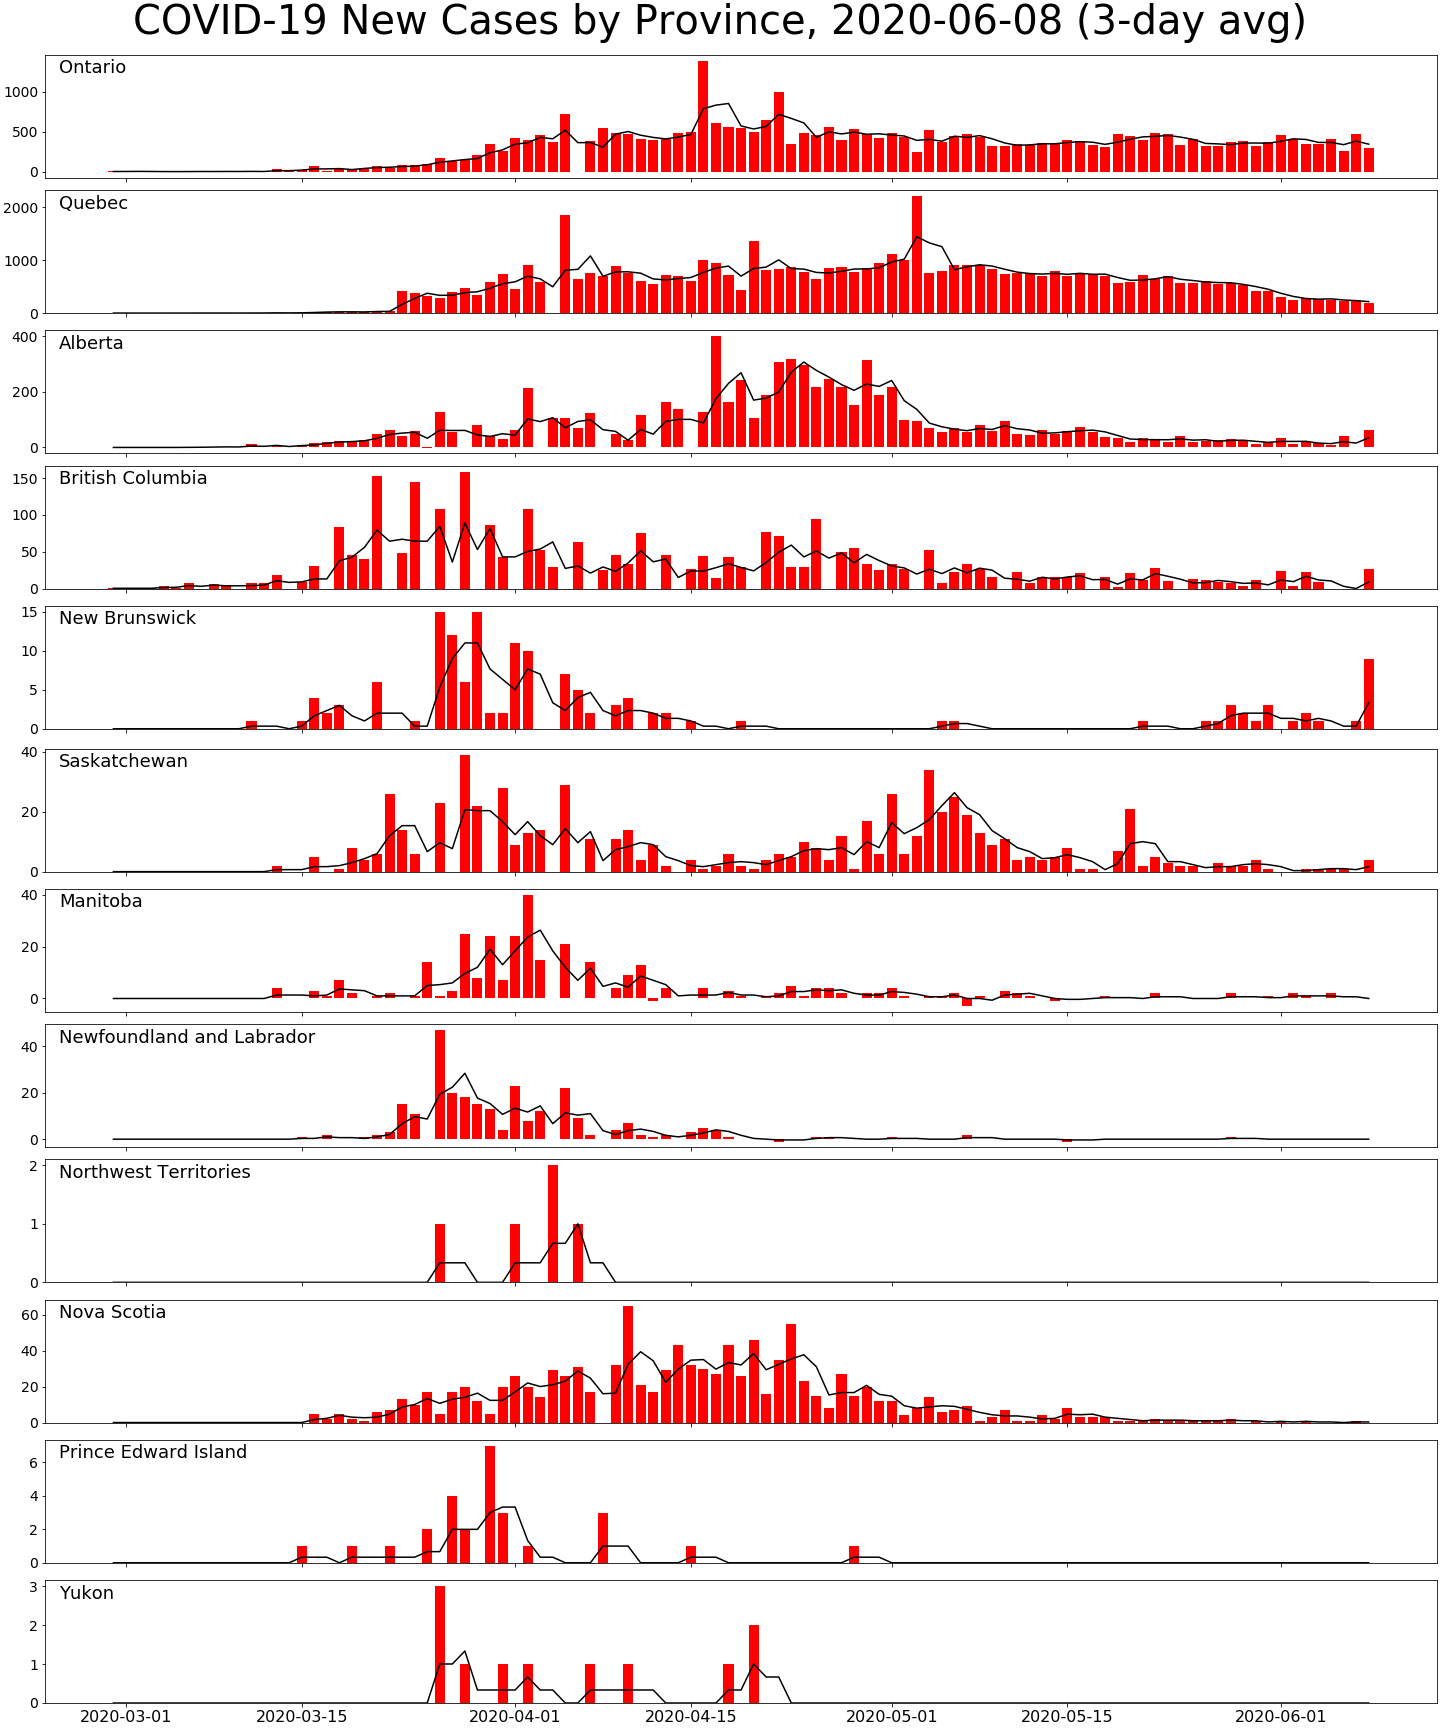 COVID-19 New Cases by Province, 2020-06-08 (3-day avg)
Ontario
1000
500
0
Quebec
2000
1000
0
Alberta
400
200
0
British Columbia
150
100
50
0
New Brunswick
15
10
5
0
Saskatchewan
40
20
0
Manitoba
40
20
0
Newfoundland and Labrador
40
20
0
Northwest Territories
2
1
0
Nova Scotia
60
40
20
0
Prince Edward Island
6
4
2
0
Yukon
3
2
1
0
2020-03-01 2020-03-15 2020-04-01 2020-04-15 2020-05-01 2020-05-15 2020-06-01